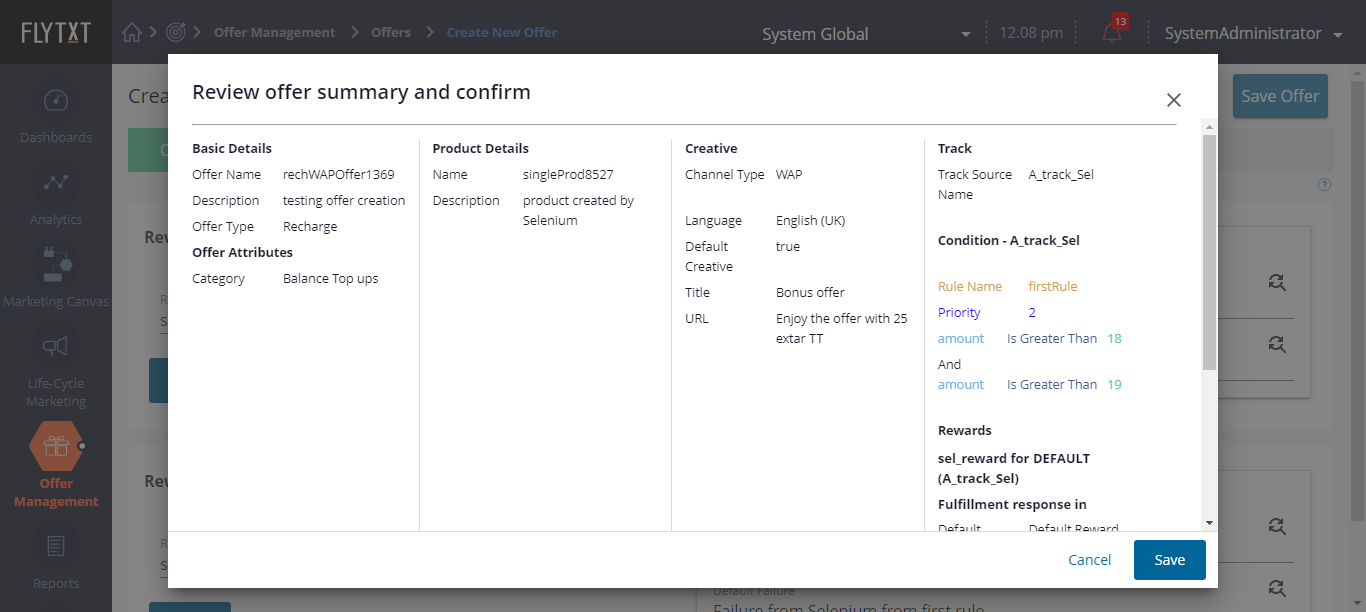 FLYTXT
Offer Management
Offers
Create New Offer
System Global
12.08 pm
13
SystemAdministrator
Dashboards
Analytics
Marketing Canvas
Life-Cycle
Marketing
Offer
Management
Reports
Crea
Save Offer
Rew
Rew
Review offer summary and confirm
Basic Details
Offer Name rechWAPOffer1369
Description testing offer creation
Offer Type Recharge
Offer Attributes
Category Balance Top ups
Product Details
Name singleProd8527
Description product created by
Selenium
Creative
Channel Type WAP
Language English (UK)
Default true
Creative
Title Bonus offer
URL Enjoy the offer with 25
extar TT
Track
Track Source A_track_Sel
Name
Condition - A_track_Sel
Rule Name firstRule
Priority 2
amount Is Greater Than 18
And
amount Is Greater Than 19
Rewards
sel_reward for DEFAULT
(A_track_Sel)
Fulfillment response in
Default Default Reward
Cancel
Save
Default Failure
Failure from Selenium from first rule